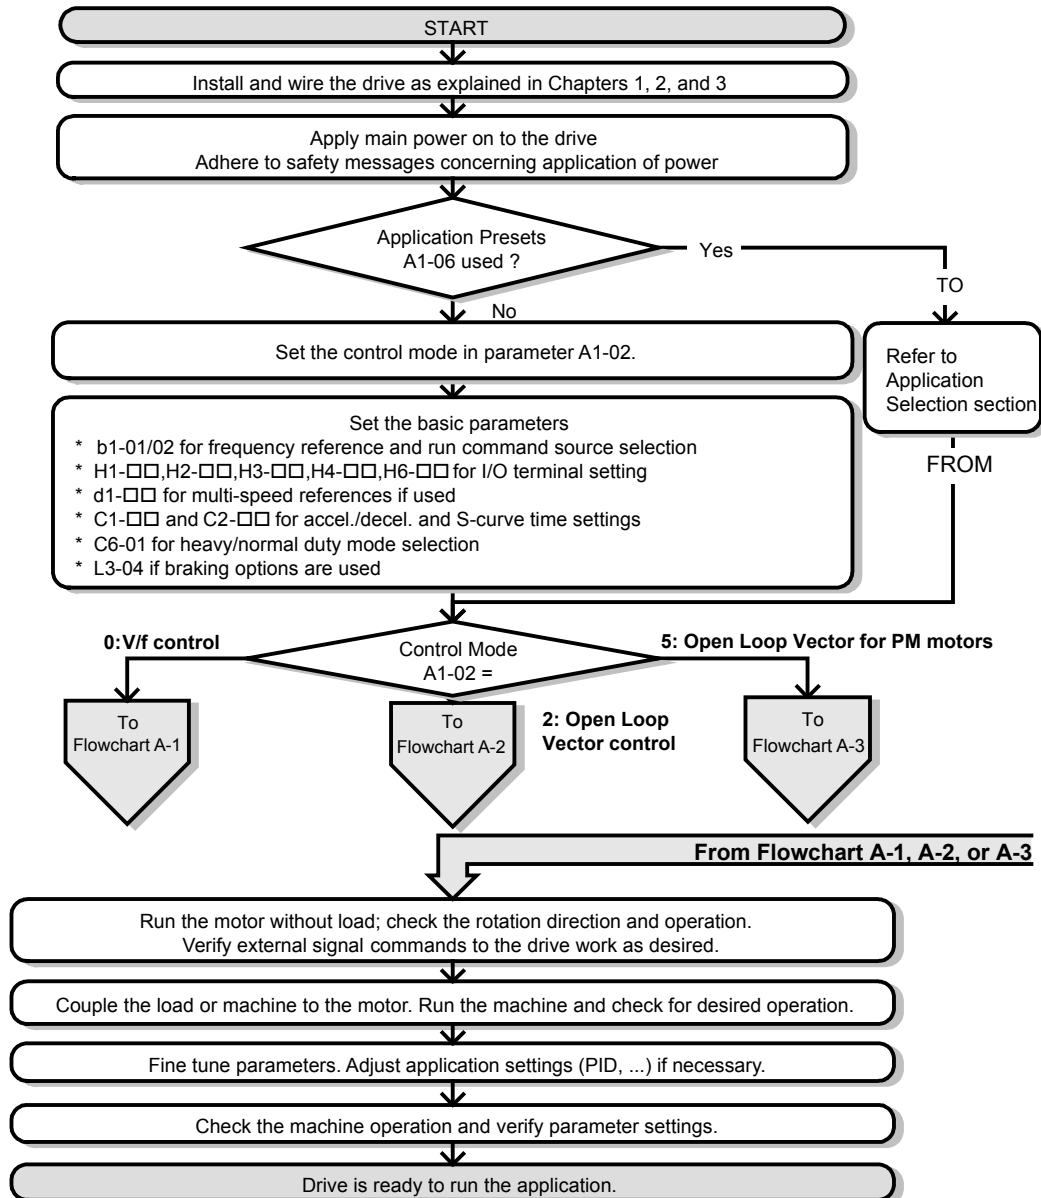 START
Install and wire the drive as explained in Chapters 1, 2, and 3
Apply main power on to the drive
Adhere to safety messages concerning application of power
Application Presets
A1-06 used ?
Yes
TO
No
Set the control mode in parameter A1-02.
Refer to
Application
Selection section
Set the basic parameters
* b1-01/02 for frequency reference and run command source selection
* H1-□□,H2-□□,H3-□□,H4-□□,H6-□□ for I/O terminal setting
* d1-□□ for multi-speed references if used
* C1-□□ and C2-□□ for accel./decel. and S-curve time settings
* C6-01 for heavy/normal duty mode selection
* L3-04 if braking options are used
FROM
0:V/f control
Control Mode
A1-02 =
5: Open Loop Vector for PM motors
To
Flowchart A-1
To
Flowchart A-2
2: Open Loop
Vector control
To
Flowchart A-3
From Flowchart A-1, A-2, or A-3
Run the motor without load; check the rotation direction and operation.
Verify external signal commands to the drive work as desired.
Couple the load or machine to the motor. Run the machine and check for desired operation.
Fine tune parameters. Adjust application settings (PID, ...) if necessary.
Check the machine operation and verify parameter settings.
Drive is ready to run the application.